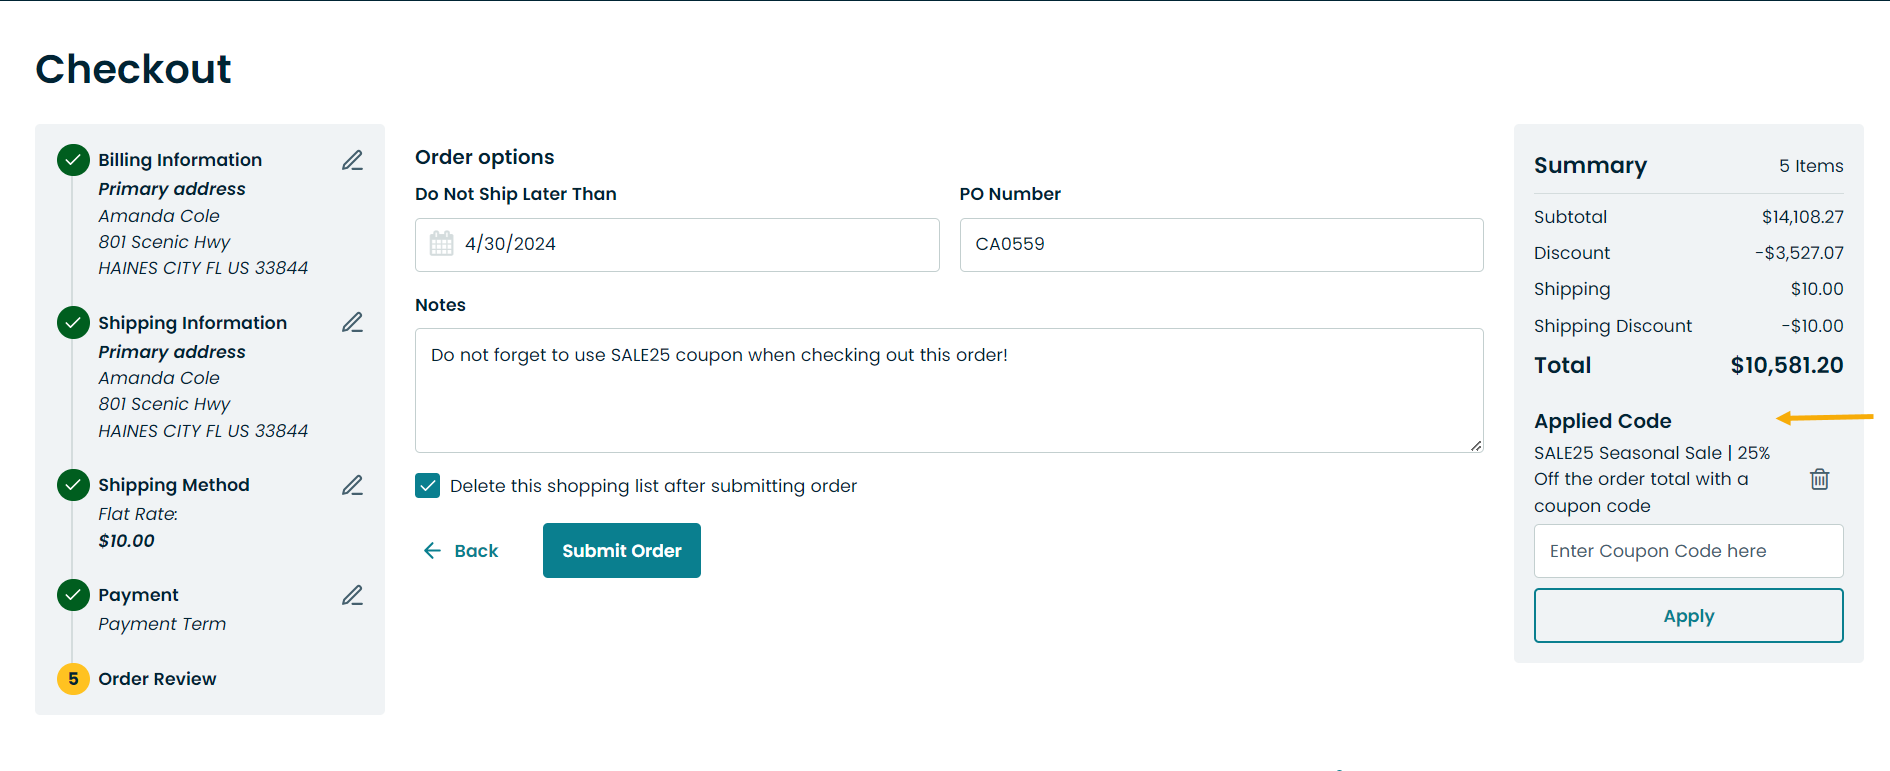 Checkout
Billing Information
Primary address
Amanda Cole
801 Scenic Hwy
HAINES CITY FL US 33844
Shipping Information
Primary address
Amanda Cole
801 Scenic Hwy
HAINES CITY FL US 33844
Shipping Method
Flat Rate:
$10.00
Payment
Payment Term
5 Order Review
Order options
Do Not Ship Later Than
4/30/2024
PO Number
CA0559
Notes
Do not forget to use SALE25 coupon when checking out this order!
Delete this shopping list after submitting order
Back
Submit Order
Summary 5 Items
Subtotal $14,108.27
Discount -$3,527.07
Shipping $10.00
Shipping Discount -$10.00
Total $10,581.20
Applied Code
SALE25 Seasonal Sale | 25%
Off the order total with a
coupon code
Enter Coupon Code here
Apply